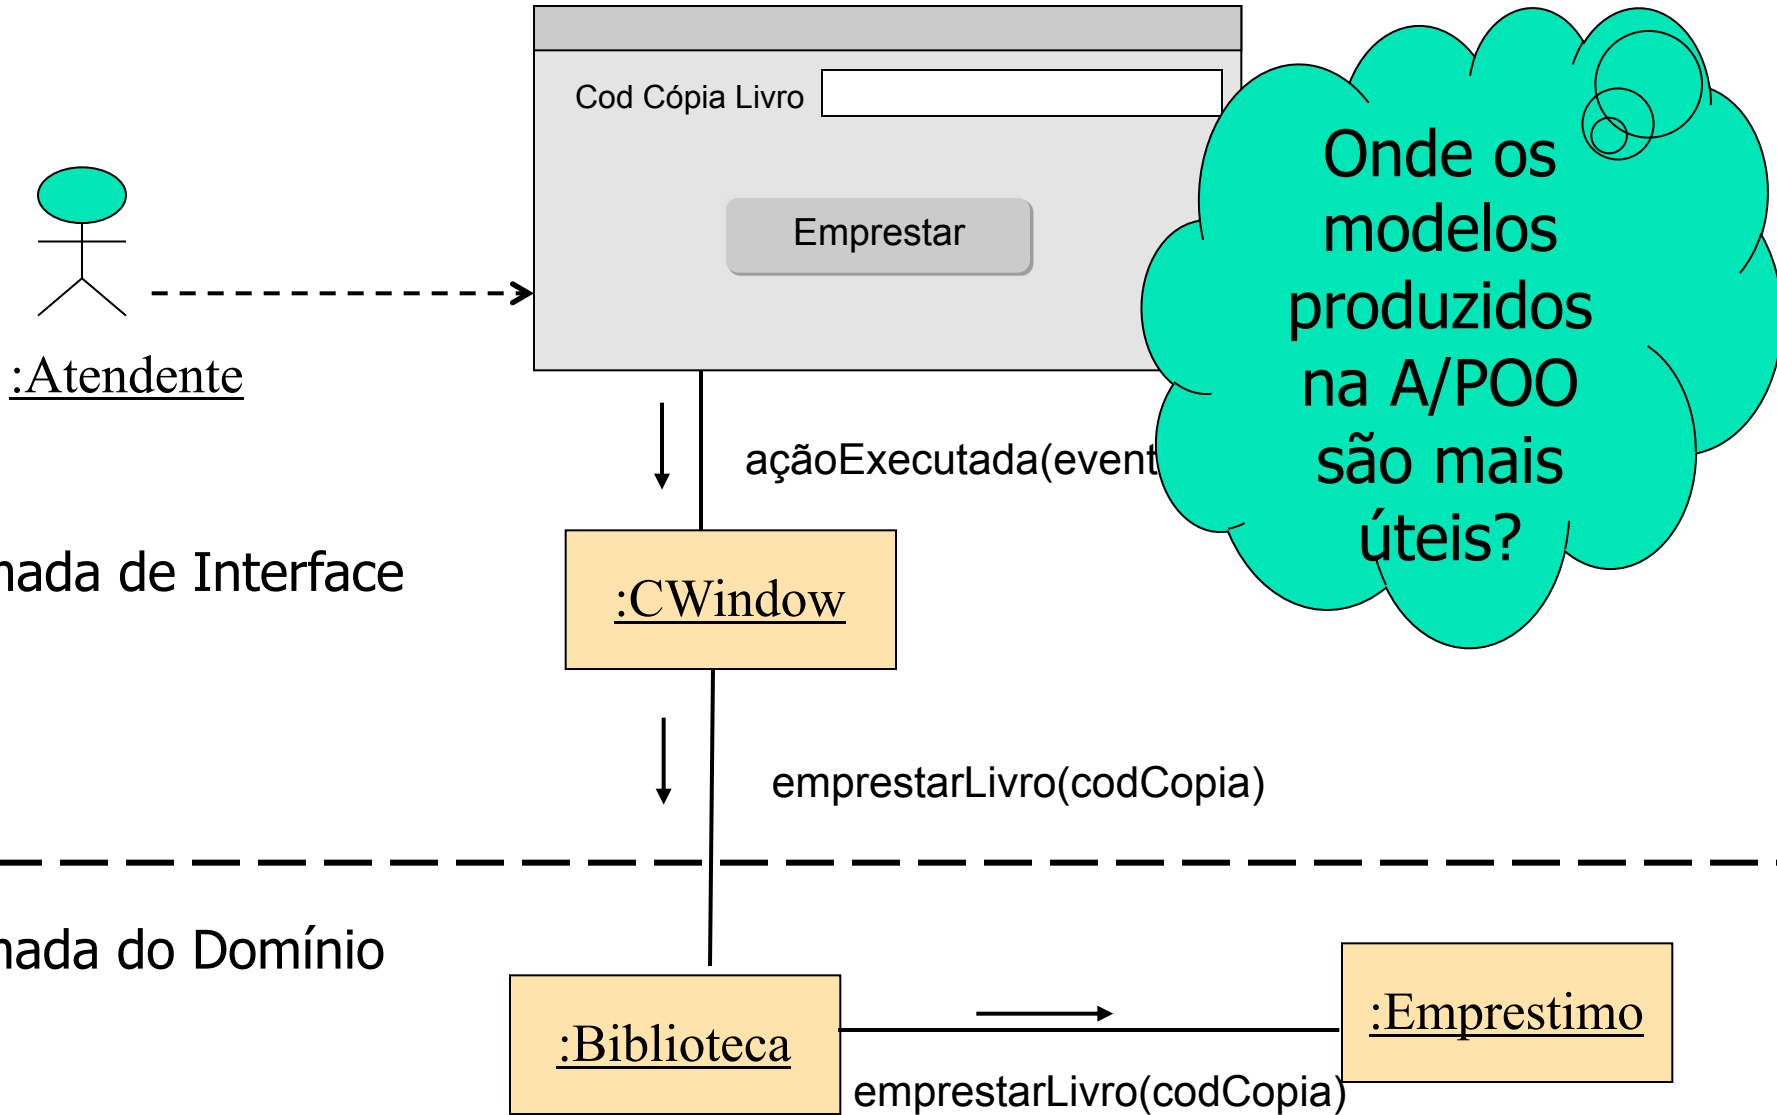 Cod Cópia Livro
Emprestar
Onde os
modelos
produzidos
na A/POO
são mais
úteis?
:Atendente
açãoExecutada(event
nada de Interface
:CWindow
emprestarLivro(codCopia)
nada do Domínio
:Biblioteca
:Emprestimo
emprestarLivro(codCopia)